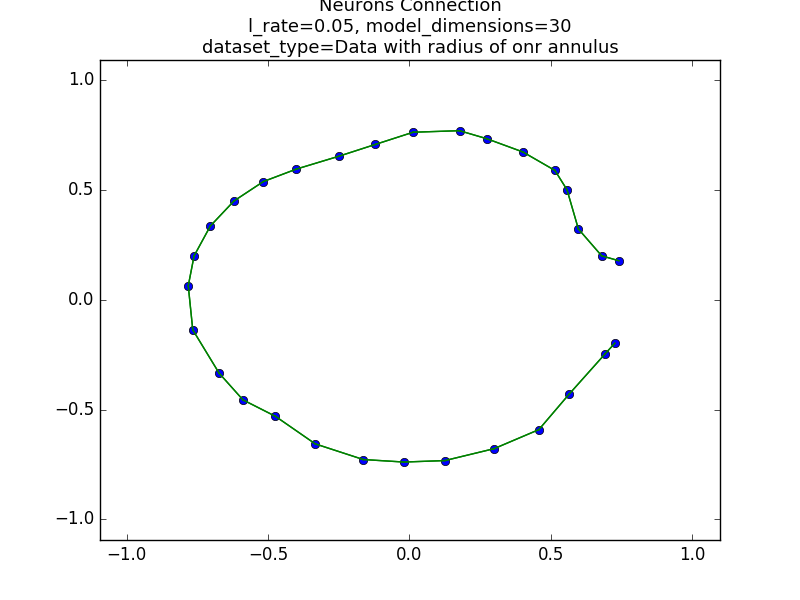 Neurons Connection
l_rate=0.05, model_dimensions=30
dataset_type=Data with radius of onr annulus
1.0
0.5
0.0
−0.5
−1.0
−1.0 −0.5 0.0 0.5 1.0